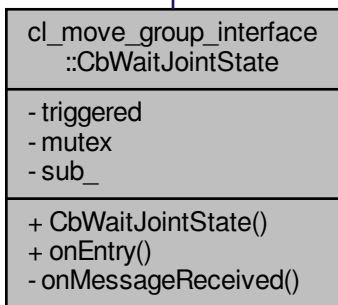 cl_move_group_interface
::CbWaitJointState
- triggered
- mutex
- sub_
+ CbWaitJointState()
+ onEntry()
- onMessageReceived()